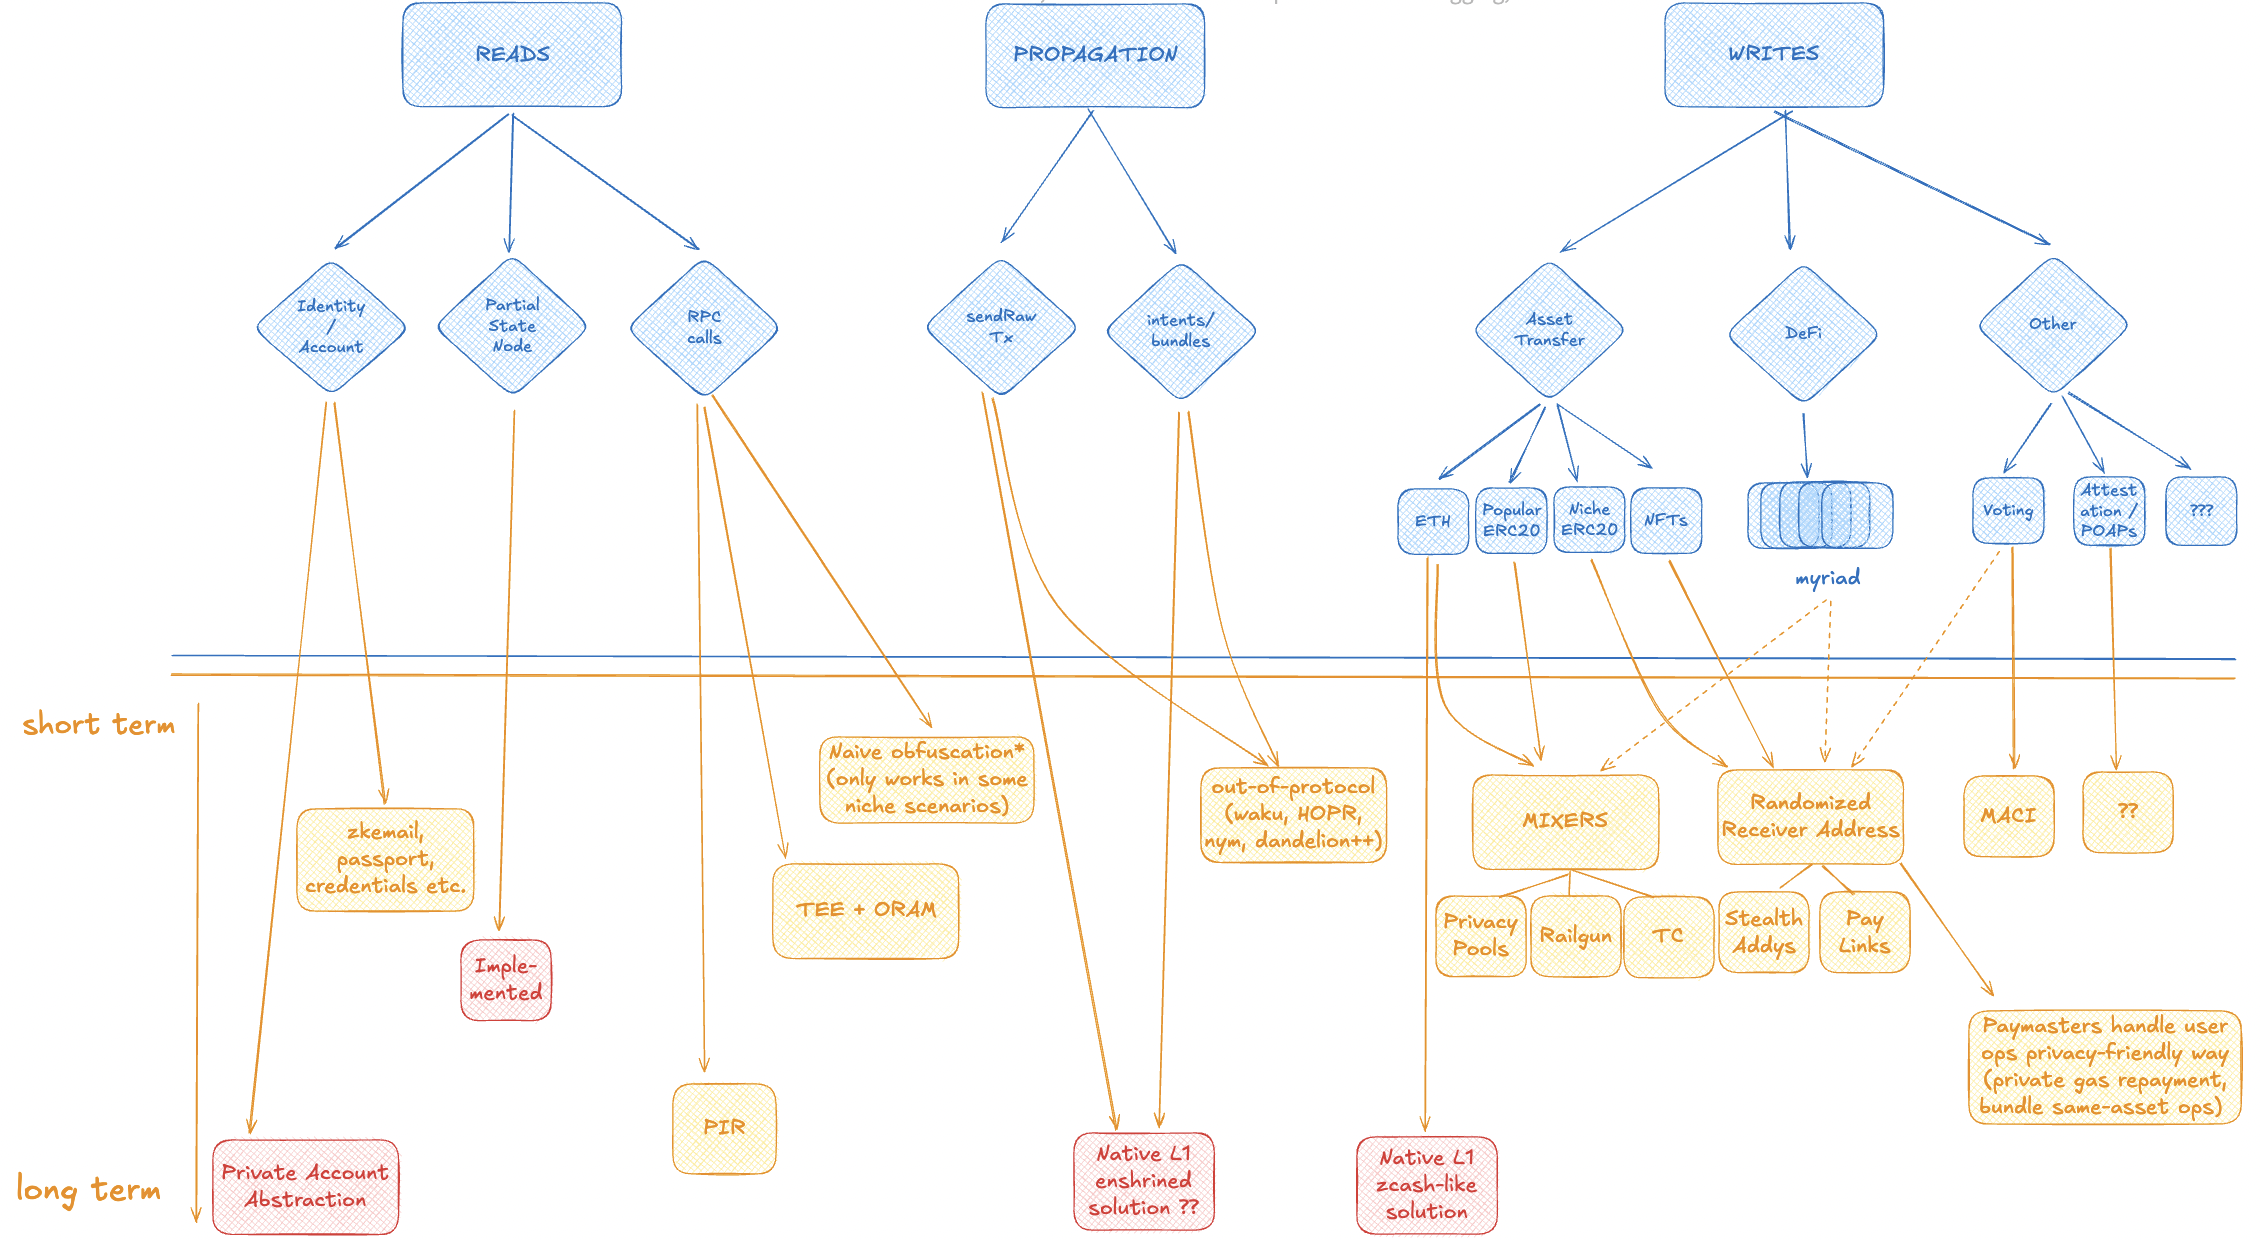 READS
PROPAGATION
WRITES
Identity
/
Account
Partial
State
Node
RPC
calls
sendRaw
Tx
intents/
bundles
Asset
Transfer
DeFi
Other
ETH
Popular
ERC20
Niche
ERC20
NFTs
myriad
Voting
Attest
ation /
POAPs
???
short term
long term
zkemail,
passport,
credentials etc.
Imple-
mented
Private Account
Abstraction
Naive obfuscation*
(only works in some
niche scenarios)
TEE + ORAM
PIR
out-of-protocol
(waku, HOPR,
nym, dandelion++)
Native L1
enshrined
solution ??
Native L1
zcash-like
solution
MIXERS
Privacy
Pools
Railgun
TC
Randomized
Receiver Address
Stealth
Addys
Pay
Links
MACI
??
Paymasters handle user
ops privacy-friendly way
(private gas repayment,
bundle same-asset ops)